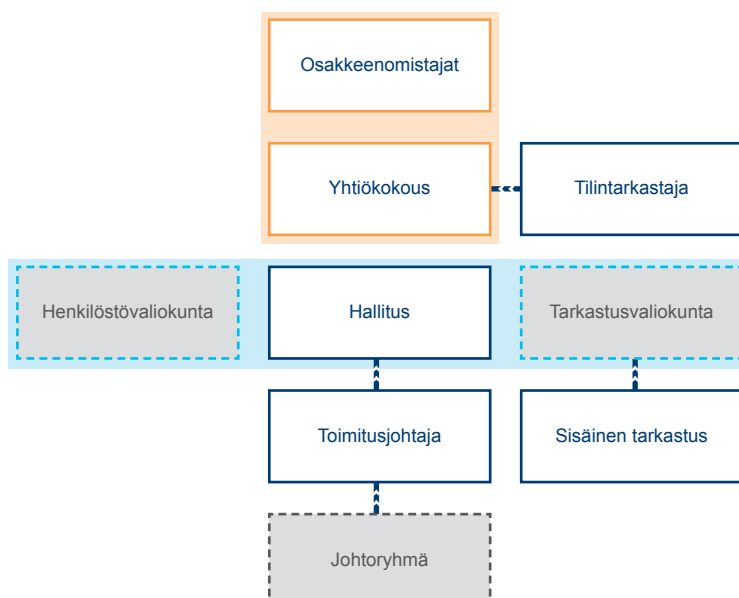 Osakkeenomistajat
Yhtiökokous
Tilintarkastaja
Henkilöstövaliokunta
Hallitus
Tarkastusvaliokunta
Toimitusjohtaja
Sisäinen tarkastus
Johtoryhmä